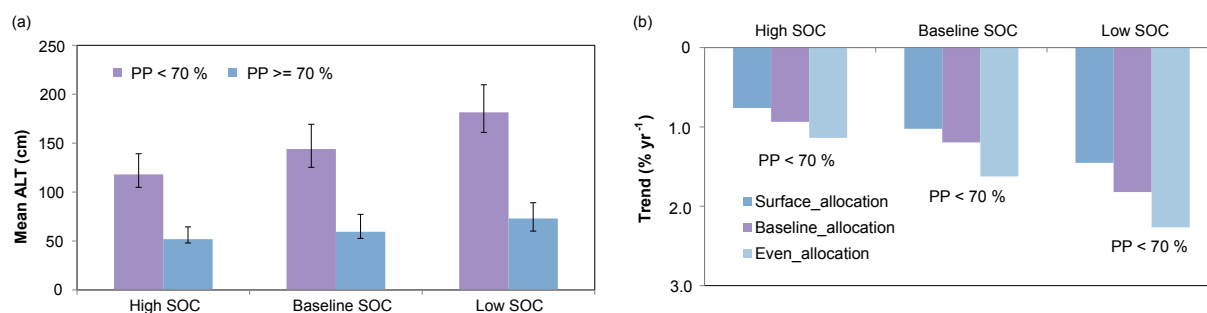 (a)
250
200
150
100
50
0
Mean ALT (cm)
PP < 70 %
PP >= 70 %
High SOC
Baseline SOC
Low SOC
(b)
High SOC
Baseline SOC
Low SOC
0
1.0
2.0
3.0
Trend (% yr⁻¹)
PP < 70 %
PP < 70 %
PP < 70 %
Surface_allocation
Baseline_allocation
Even_allocation